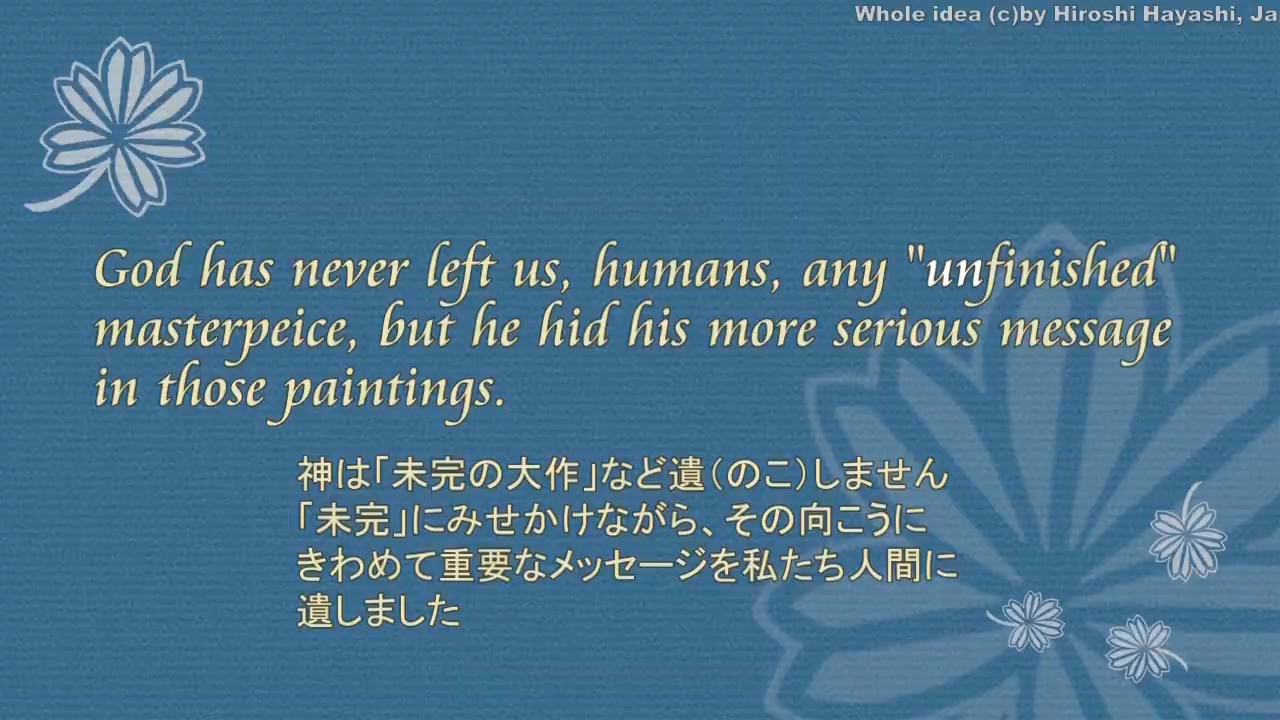 Whole idea (c)by Hiroshi Hayashi, Ja
God has never left us, humans, any "unfinished"
masterpeice, but he hid his more serious message
in those paintings.
神は「未完の大作」など遺（のこ）しません
「未完」にみせかけながら、その向こうに
きわめて重要なメッセージを私たち人間に
遺しました